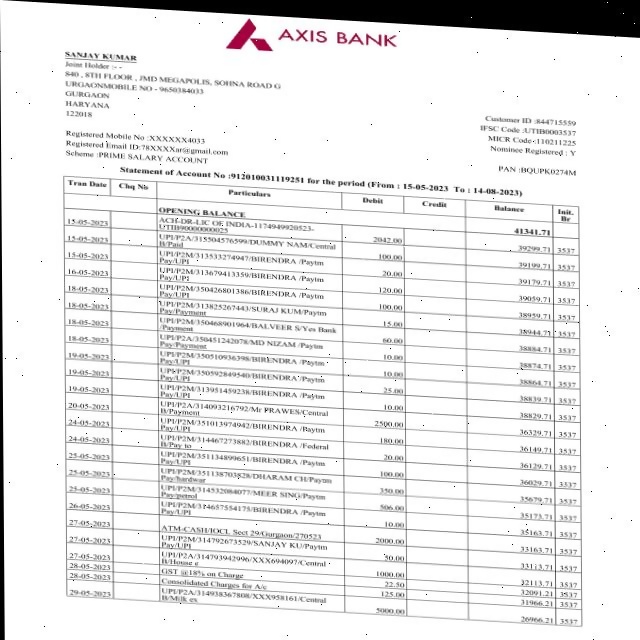 AXIS BANK
SANJAY KUMAR
Joint Holder :- -
840 , 8TH FLOOR , JMD MEGAPOLIS, SOHNA ROAD G
URGAONMOBILE NO - 9650384033
GURGAON
HARYANA
122018
Customer ID :844715559
IFSC Code :UTIB0003537
MICR Code :110211225
Nominee Registered : Y
Registered Mobile No :XXXXXX4033
Registered Email ID:78XXXXar@gmail.com
Scheme :PRIME SALARY ACCOUNT
PAN :BQUPK0274M
Statement of Account No :912010031119251 for the period (From : 15-05-2023 To : 14-08-2023)
Tran Date Chq No Particulars Debit Credit Balance Init. Br
OPENING BALANCE 41341.71
15-05-2023 ACH-DR-LIC OF INDIA-1174949920523-
UTIB90000000025 2042.00 39299.71 3537
15-05-2023 UPI/P2A/315504576599/DUMMY NAM/Central
B/Paid 100.00 39199.71 3537
15-05-2023 UPI/P2M/313533274947/BIRENDRA /Paytm
Pay/UPI 20.00 39179.71 3537
16-05-2023 UPI/P2M/313679413359/BIRENDRA /Paytm
Pay/UPI 120.00 39059.71 3537
18-05-2023 UPI/P2M/350426801386/BIRENDRA /Paytm
Pay/UPI 100.00 38959.71 3537
18-05-2023 UPI/P2M/313825267443/SURAJ KUM/Paytm
Pay/Payment 15.00 38944.71 3537
18-05-2023 UPI/P2M/350468901964/BALVEER S/Yes Bank
/Payment 60.00 38884.71 3537
18-05-2023 UPI/P2A/350451242078/MD NIZAM /Paytm
Pay/Payment 10.00 38874.71 3537
19-05-2023 UPI/P2M/350510936398/BIRENDRA /Paytm
Pay/UPI 10.00 38864.71 3537
19-05-2023 UPI/P2M/350592849540/BIRENDRA /Paytm
Pay/UPI 25.00 38839.71 3537
19-05-2023 UPI/P2M/313951459238/BIRENDRA /Paytm
Pay/UPI 10.00 38829.71 3537
20-05-2023 UPI/P2A/314093216792/Mr PRAWES/Central
B/Payment 2500.00 36329.71 3537
24-05-2023 UPI/P2M/351013974942/BIRENDRA /Paytm
Pay/UPI 180.00 36149.71 3537
24-05-2023 UPI/P2M/314467273882/BIRENDRA /Federal
B/Pay to 20.00 36129.71 3537
25-05-2023 UPI/P2M/351134899651/BIRENDRA /Paytm
Pay/UPI 100.00 36029.71 3537
25-05-2023 UPI/P2M/351138703528/DHARAM CH/Paytm
Pay/hardwar 350.00 35679.71 3537
25-05-2023 UPI/P2M/314532084077/MEER SING/Paytm
Pay/petrol 506.00 35173.71 3537
26-05-2023 UPI/P2M/314657554175/BIRENDRA /Paytm
Pay/UPI 10.00 35163.71 3537
27-05-2023 ATM-CASH/IOCL Sect 29/Gurgaon/270523 2000.00 33163.71 3537
27-05-2023 UPI/P2M/314792673529/SANJAY KU/Paytm
Pay/UPI 50.00 33113.71 3537
27-05-2023 UPI/P2A/314793942996/XXX694097/Central
B/House e 1000.00 32113.71 3537
28-05-2023 GST @18% on Charge 22.50 32091.21 3537
28-05-2023 Consolidated Charges for A/c 125.00 31966.21 3537
29-05-2023 UPI/P2A/314938367808/XXX958161/Central
B/Milk ex 5000.00 26966.21 3537